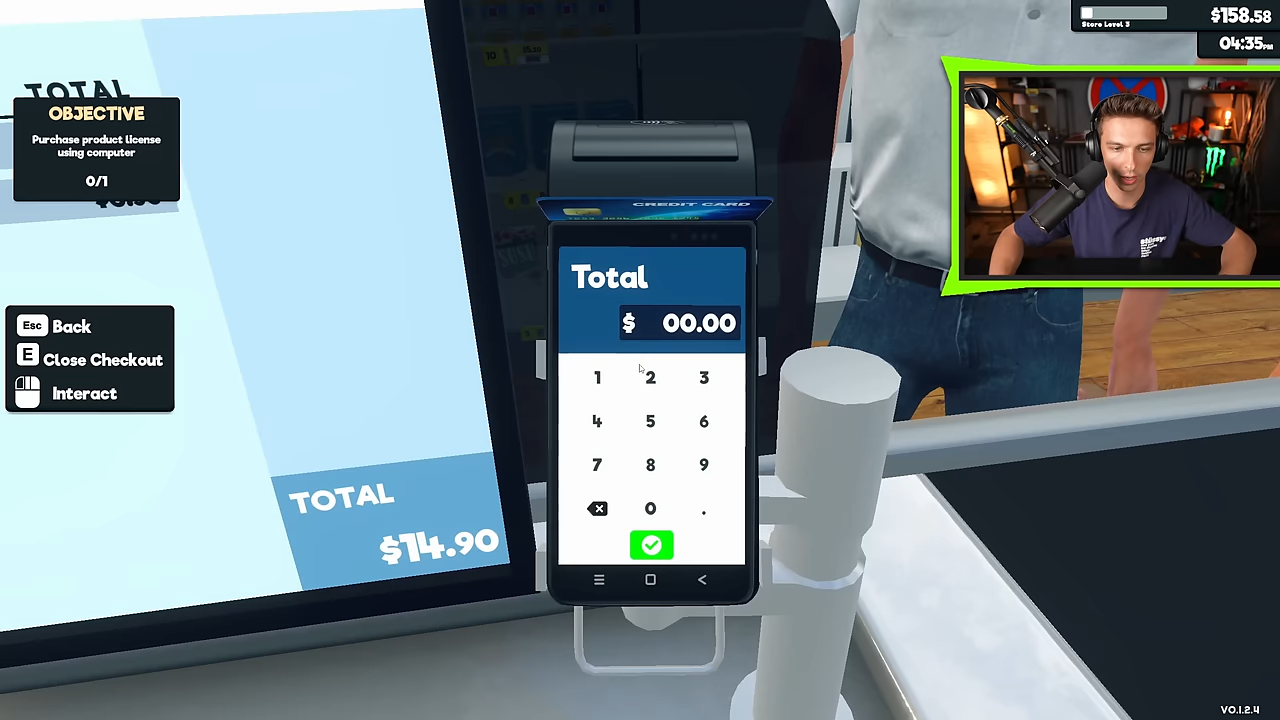 TOTAL
OBJECTIVE
Purchase product license
using computer
0/1
Esc Back
E Close Checkout
Interact
TOTAL
$14.90
CREDIT CARD
Total
$ 00.00
1 2 3
4 5 6
7 8 9
0 .
Store Level 3
$158.58
04:35PM
V0.1.2.4